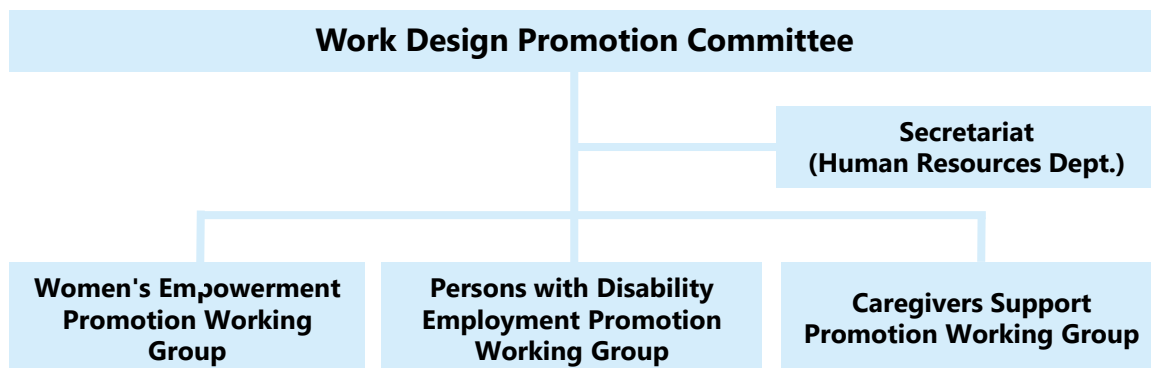 Work Design Promotion Committee
Secretariat
(Human Resources Dept.)
Women's Empowerment
Promotion Working
Group
Persons with Disability
Employment Promotion
Working Group
Caregivers Support
Promotion Working Group